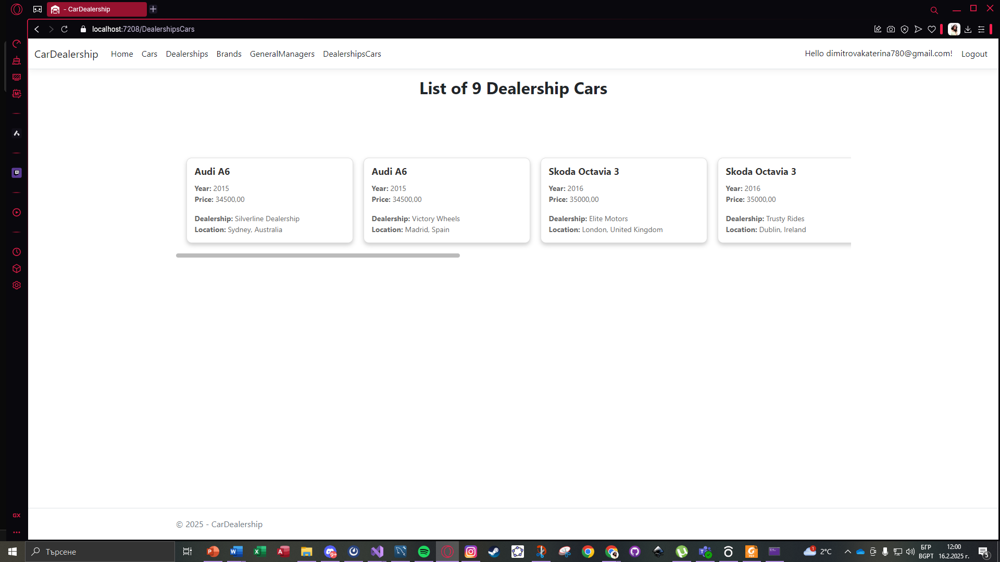 - CarDealership
localhost:7208/DealershipsCars
CarDealership Home Cars Dealerships Brands GeneralManagers DealershipsCars Hello dimitrovakaterina780@gmail.com! Logout
List of 9 Dealership Cars
Audi A6
Year: 2015
Price: 34500,00
Dealership: Silverline Dealership
Location: Sydney, Australia
Audi A6
Year: 2015
Price: 34500,00
Dealership: Victory Wheels
Location: Madrid, Spain
Skoda Octavia 3
Year: 2016
Price: 35000,00
Dealership: Elite Motors
Location: London, United Kingdom
Skoda Octavia 3
Year: 2016
Price: 35000,00
Dealership: Trusty Rides
Location: Dublin, Ireland
© 2025 - CarDealership
GX
Търсене
2°C
БГР
BGPT
12:00
16.2.2025 г.
5